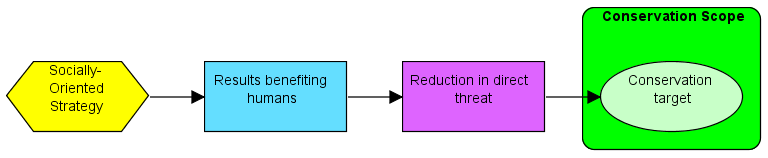 Socially-
Oriented
Strategy
Results benefiting
humans
Reduction in direct
threat
Conservation Scope
Conservation
target